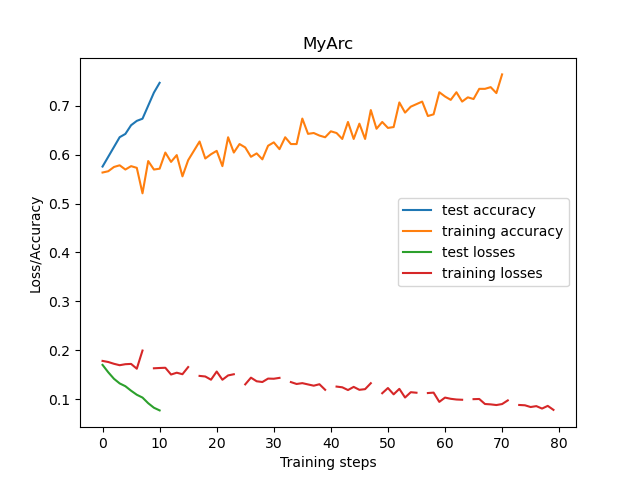 MyArc
Loss/Accuracy
0.7
0.6
0.5
0.4
0.3
0.2
0.1
test accuracy
training accuracy
test losses
training losses
0 10 20 30 40 50 60 70 80
Training steps